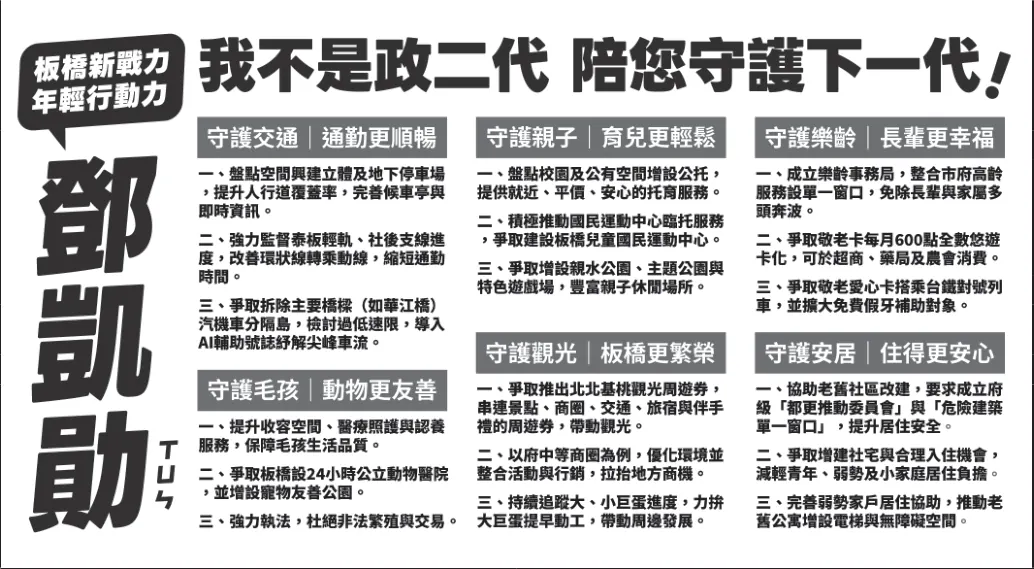 板橋新戰力
年輕行動力
鄧凱勛
TUS
我不是政二代 陪您守護下一代!
守護交通｜通勤更順暢
一、盤點空間興建立體及地下停車場
，提升人行道覆蓋率，完善候車亭與
即時資訊。
二、強力監督泰板輕軌、社後支線進
度，改善環狀線轉乘動線，縮短通勤
時間。
三、爭取拆除主要橋樑（如華江橋）
汽機車分隔島，檢討過低速限，導入
AI輔助號誌紓解尖峰車流。
守護毛孩｜動物更友善
一、提升收容空間、醫療照護與認養
服務，保障毛孩生活品質。
二、爭取板橋設24小時公立動物醫院
，並增設寵物友善公園。
三、強力執法，杜絕非法繁殖與交易。
守護親子｜育兒更輕鬆
一、盤點校園及公有空間增設公托，
提供就近、平價、安心的托育服務。
二、積極推動國民運動中心臨托服務
，爭取建設板橋兒童國民運動中心。
三、爭取增設親水公園、主題公園與
特色遊戲場，豐富親子休閒場所。
守護觀光｜板橋更繁榮
一、爭取推出北北基桃觀光周遊券，
串連景點、商圈、交通、旅宿與伴手
禮的周遊券，帶動觀光。
二、以府中等商圈為例，優化環境並
整合活動與行銷，拉抬地方商機。
三、持續追蹤大、小巨蛋進度，力拚
大巨蛋提早動工，帶動周邊發展。
守護樂齡｜長輩更幸福
一、成立樂齡事務局，整合市府高齡
服務設單一窗口，免除長輩與家屬多
頭奔波。
二、爭取敬老卡每月600點全數悠遊
卡化，可於超商、藥局及農會消費。
三、爭取敬老愛心卡搭乘台鐵對號列
車，並擴大免費假牙補助對象。
守護安居｜住得更安心
一、協助老舊社區改建，要求成立府
級「都更推動委員會」與「危險建築
單一窗口」，提升居住安全。
二、爭取增建社宅與合理入住機會，
減輕青年、弱勢及小家庭居住負擔。
三、完善弱勢家戶居住協助，推動老
舊公寓增設電梯與無障礙空間。